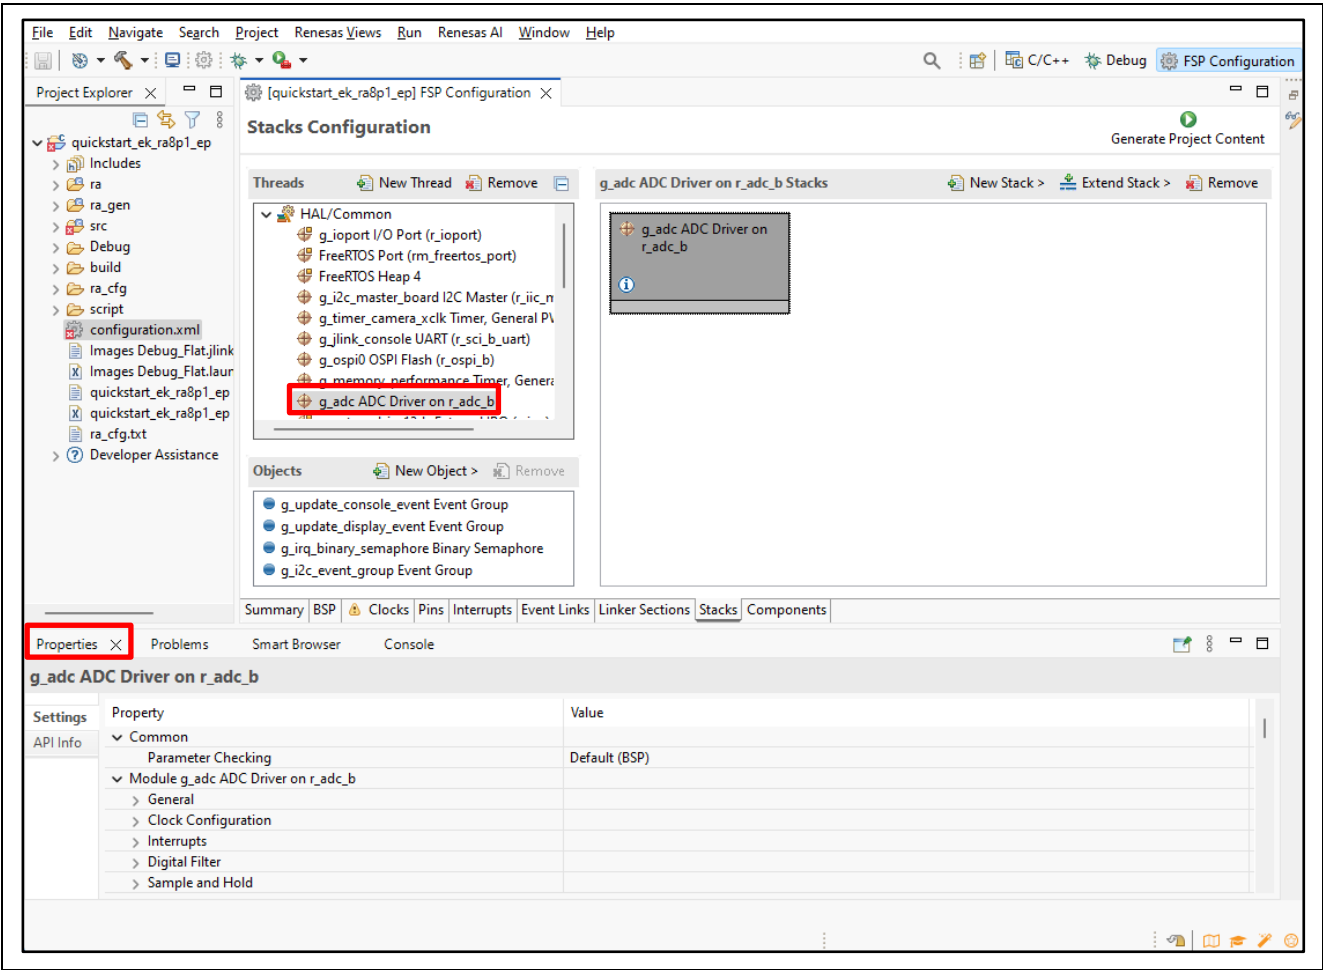 File Edit Navigate Search Project Renesas Views Run Renesas AI Window Help
C/C++ Debug FSP Configuration
Project Explorer
[quickstart_ek_ra8p1_ep] FSP Configuration
Stacks Configuration
Generate Project Content
quickstart_ek_ra8p1_ep
Includes
ra
ra_gen
src
Debug
build
ra_cfg
script
configuration.xml
Images Debug_Flat.jlink
Images Debug_Flat.laun
quickstart_ek_ra8p1_ep
quickstart_ek_ra8p1_ep
ra_cfg.txt
Developer Assistance
Threads New Thread Remove
HAL/Common
g_ioport I/O Port (r_ioport)
FreeRTOS Port (rm_freertos_port)
FreeRTOS Heap 4
g_i2c_master_board I2C Master (r_iic_m
g_timer_camera_xclk Timer, General PV
g_jlink_console UART (r_sci_b_uart)
g_ospi0 OSPI Flash (r_ospi_b)
g_memory_performance Timer, Genera
g_adc ADC Driver on r_adc_b
g_adc ADC Driver on r_adc_b Stacks New Stack > Extend Stack > Remove
g_adc ADC Driver on
r_adc_b
Objects New Object > Remove
g_update_console_event Event Group
g_update_display_event Event Group
g_irq_binary_semaphore Binary Semaphore
g_i2c_event_group Event Group
Summary BSP Clocks Pins Interrupts Event Links Linker Sections Stacks Components
Properties Problems Smart Browser Console
g_adc ADC Driver on r_adc_b
Settings
API Info
Property Value
Common
Parameter Checking Default (BSP)
Module g_adc ADC Driver on r_adc_b
General
Clock Configuration
Interrupts
Digital Filter
Sample and Hold